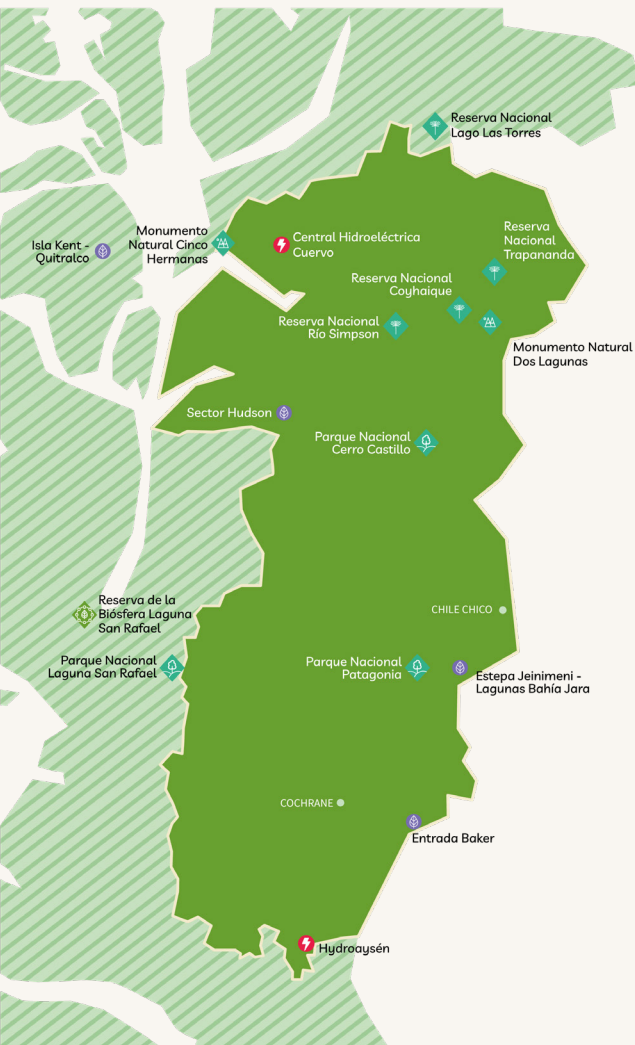 Reserva Nacional
Lago Las Torres
Monumento
Natural Cinco
Hermanas
Isla Kent -
Quitralco
Central Hidroeléctrica
Cuervo
Reserva
Nacional
Trapananda
Reserva Nacional
Coyhaique
Reserva Nacional
Río Simpson
Monumento Natural
Dos Lagunas
Sector Hudson
Parque Nacional
Cerro Castillo
Reserva de la
Biósfera Laguna
San Rafael
CHILE CHICO
Parque Nacional
Laguna San Rafael
Parque Nacional
Patagonia
Estepa Jeinimeni -
Lagunas Bahía Jara
COCHRANE
Entrada Baker
Hydroaysén